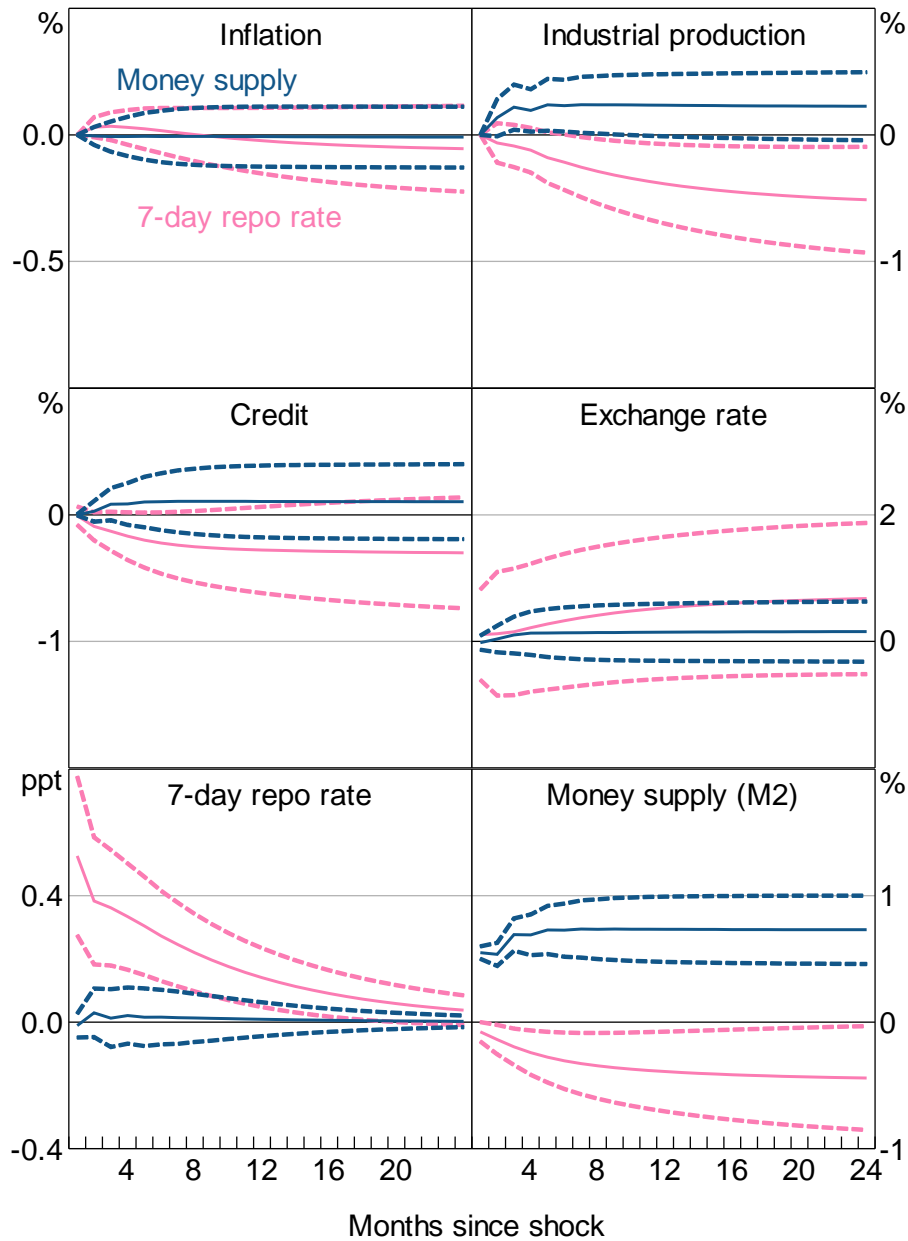 % %
Inflation Industrial production
Money supply
0.0 0
7-day repo rate
-0.5 -1
% %
Credit Exchange rate
0 2
-1 0
ppt %
7-day repo rate Money supply (M2)
0.4 1
0.0 0
-0.4 -1
4 8 12 16 20 4 8 12 16 20 24
Months since shock